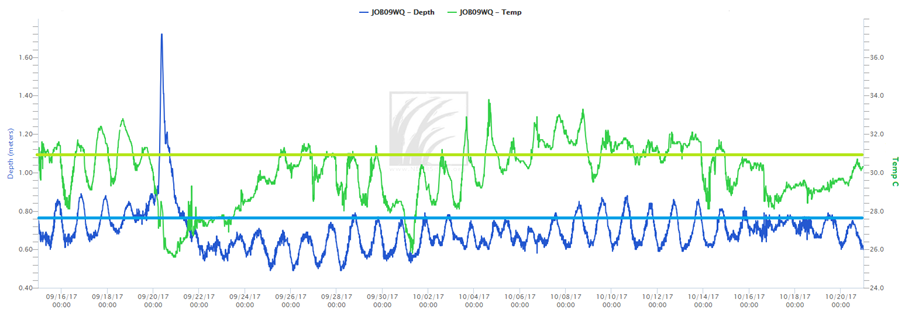 JOB09WQ - Depth JOB09WQ - Temp
1.60
1.40
1.20
1.00
0.80
0.60
0.40
Depth (meters)
36.0
34.0
32.0
30.0
28.0
26.0
24.0
Temp C
09/16/17 09/18/17 09/20/17 09/22/17 09/24/17 09/26/17 09/28/17 09/30/17 10/02/17 10/04/17 10/06/17 10/08/17 10/10/17 10/12/17 10/14/17 10/16/17 10/18/17 10/20/17
00:00 00:00 00:00 00:00 00:00 00:00 00:00 00:00 00:00 00:00 00:00 00:00 00:00 00:00 00:00 00:00 00:00 00:00